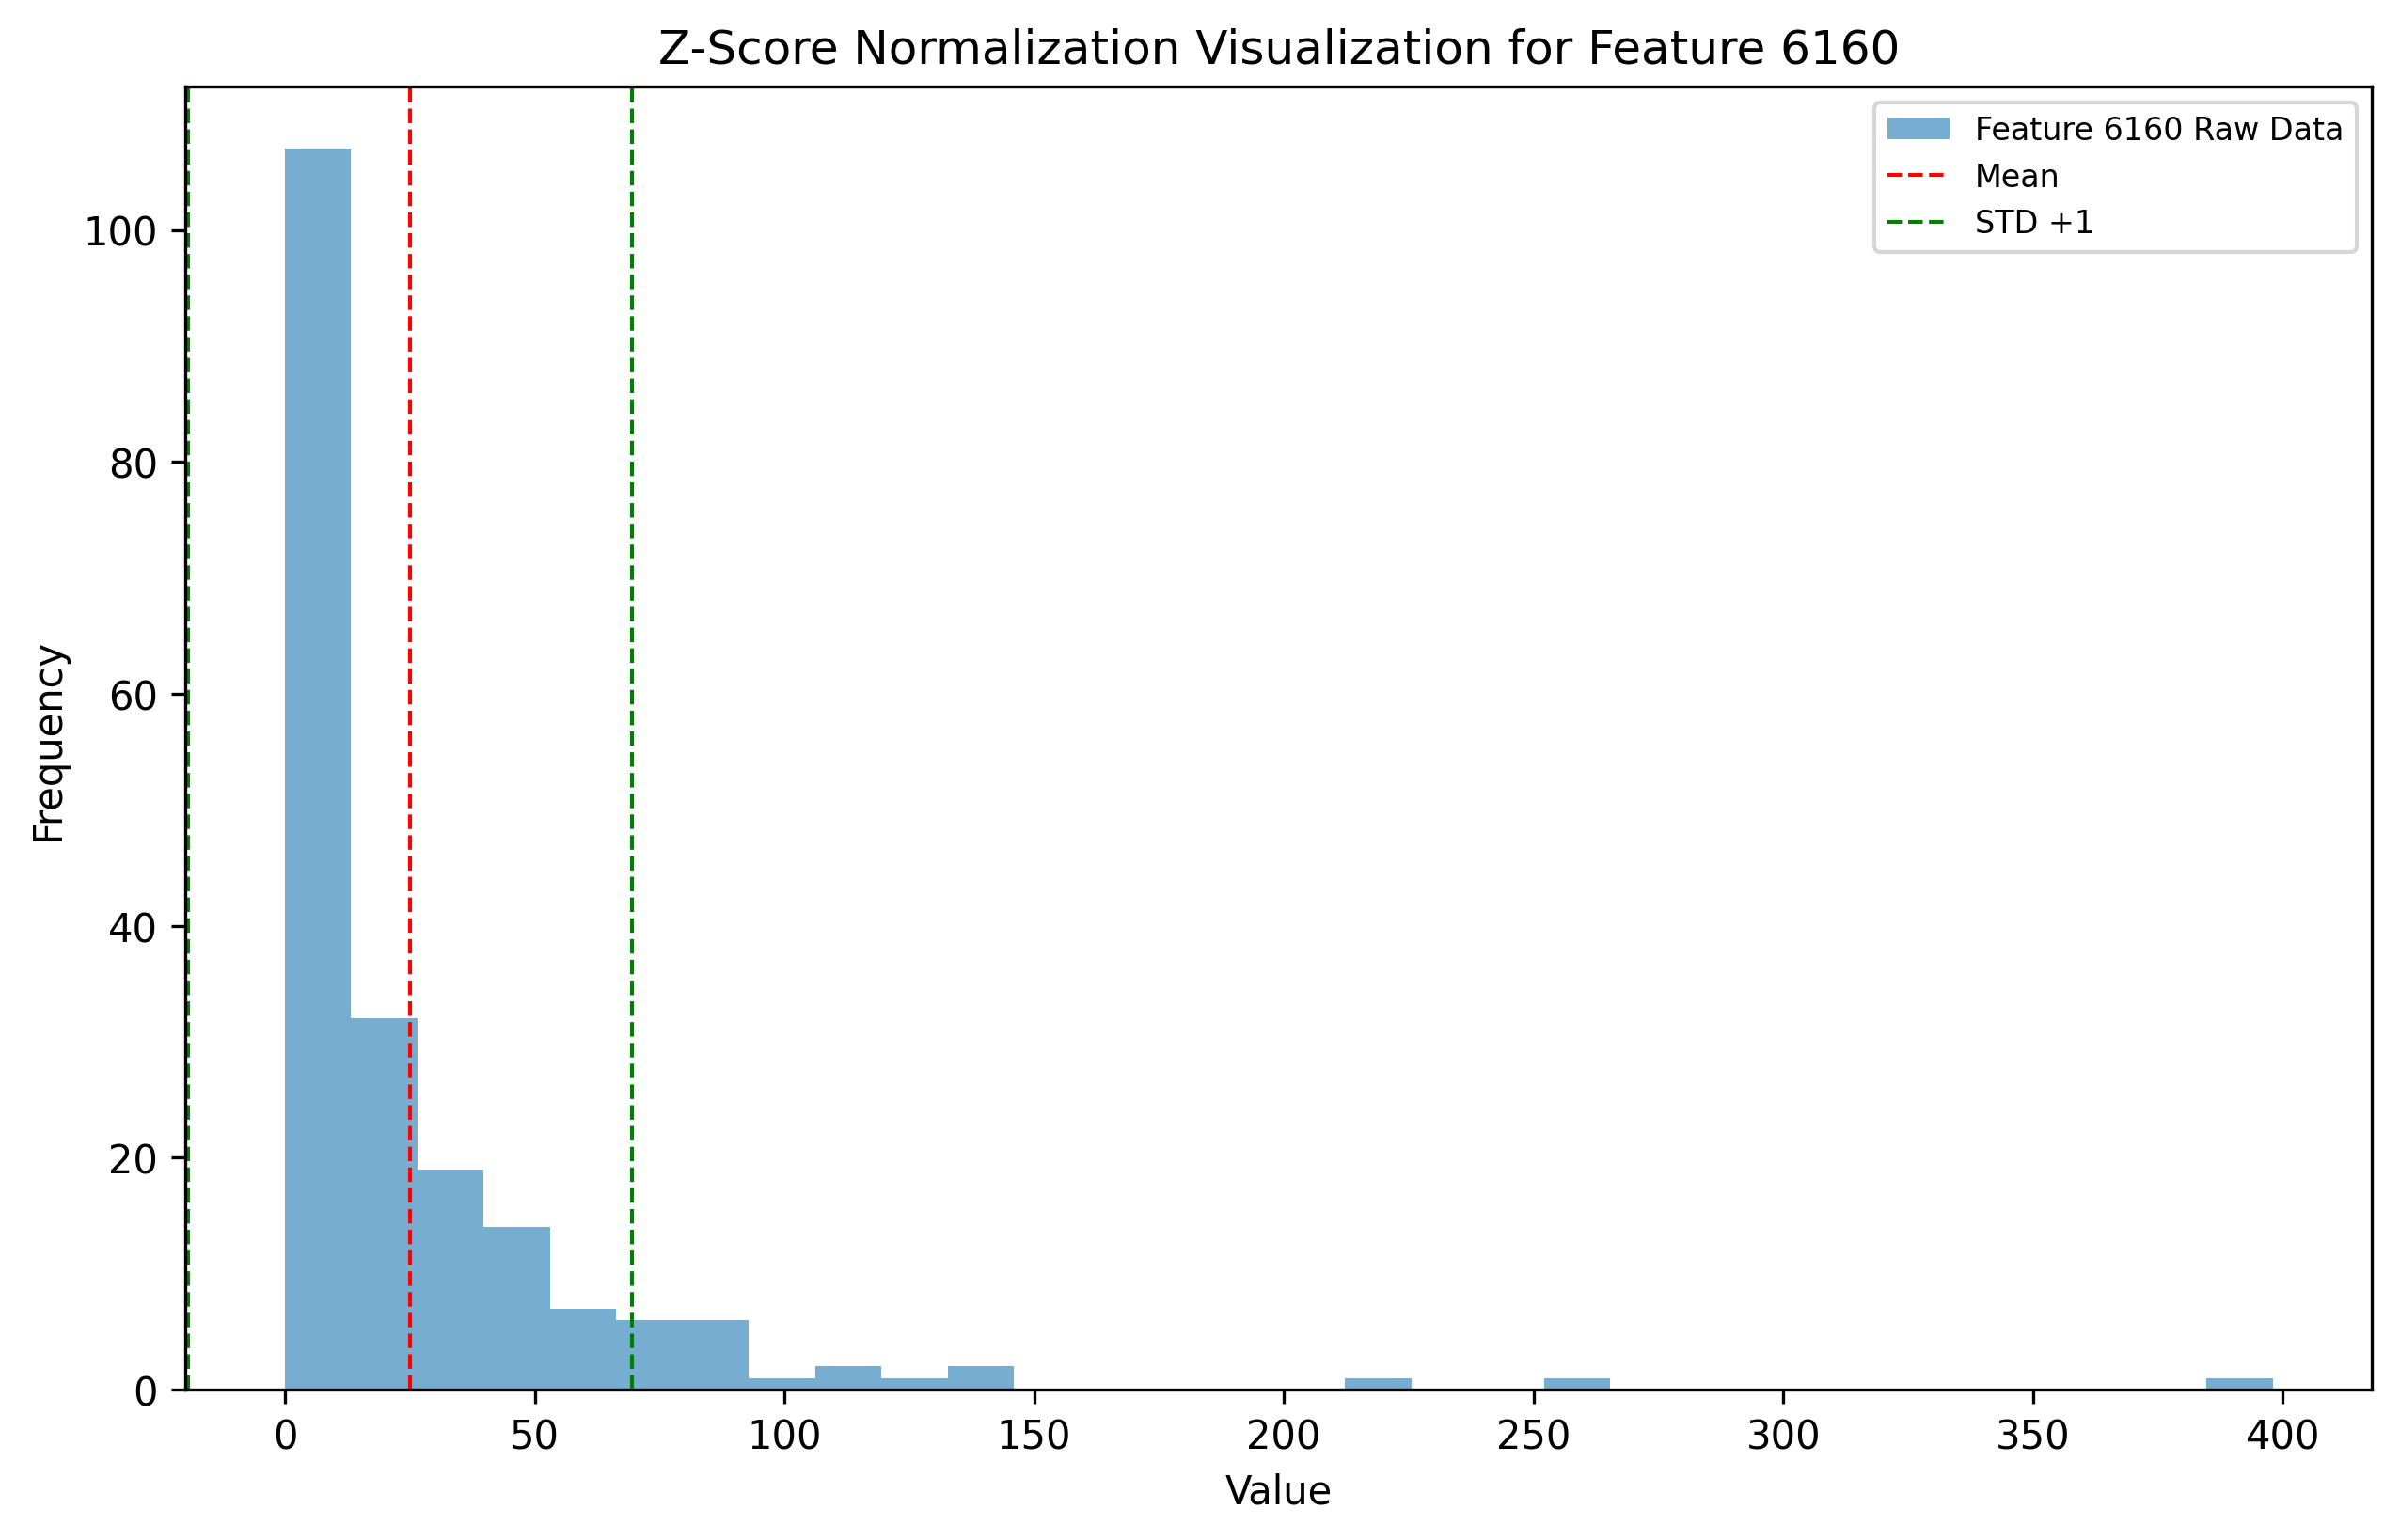 Z-Score Normalization Visualization for Feature 6160
Feature 6160 Raw Data
Mean
STD +1
100
80
60
40
20
0
Frequency
0 50 100 150 200 250 300 350 400
Value